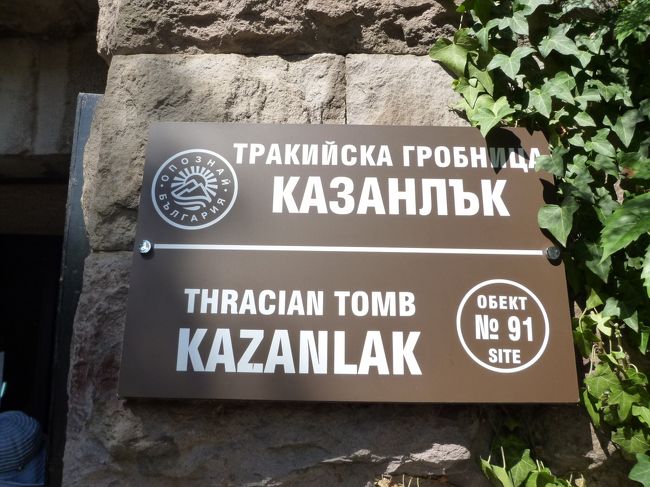 ОПОЗНАЙ БЪЛГАРИЯ
ТРАКИЙСКА ГРОБНИЦА
КАЗАНЛЪК
THRACIAN TOMB
KAZANLAK
ОБЕКТ
№ 91
SITE